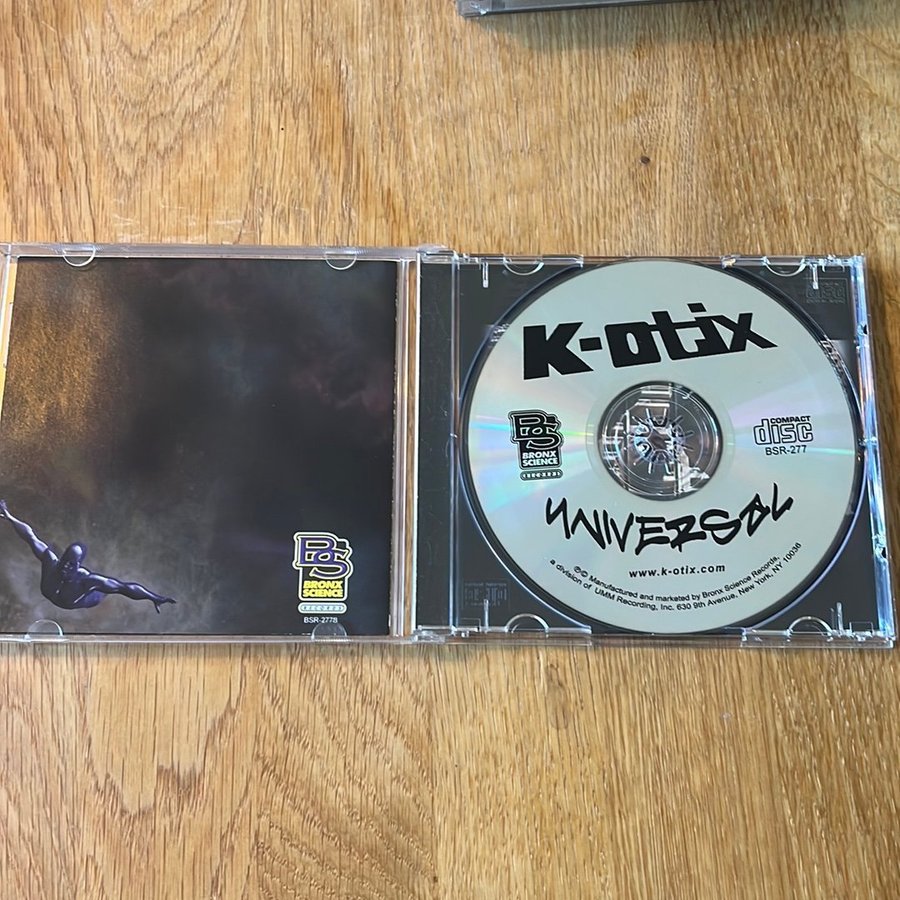 BS
BRONX
SCIENCE
RECORDS
BSR-2778
K-otix
BS
BRONX
SCIENCE
RECORDS
COMPACT
disc
BSR-277
UNIVERSAL
www.k-otix.com
℗© Manufactured and marketed by Bronx Science Records,
a division of UMM Recording, Inc. 630 9th Avenue, New York, NY 10036